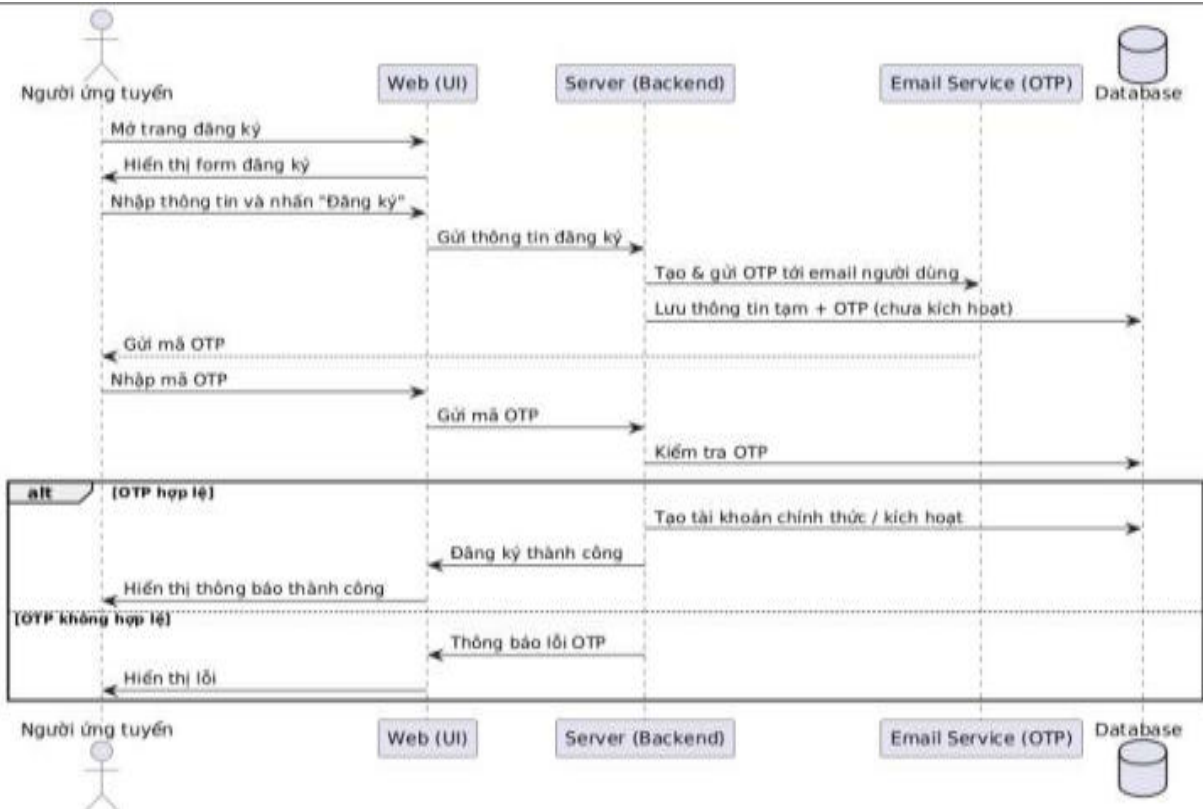 Người ứng tuyển
Web (UI)
Server (Backend)
Email Service (OTP)
Database
Mở trang đăng ký
Hiển thị form đăng ký
Nhập thông tin và nhấn "Đăng ký"
Gửi thông tin đăng ký
Tạo & gửi OTP tới email người dùng
Lưu thông tin tạm + OTP (chưa kích hoạt)
Gửi mã OTP
Nhập mã OTP
Gửi mã OTP
Kiểm tra OTP
alt [OTP hợp lệ]
Tạo tài khoản chính thức / kích hoạt
Đăng ký thành công
Hiển thị thông báo thành công
[OTP không hợp lệ]
Thông báo lỗi OTP
Hiển thị lỗi
Người ứng tuyển
Web (UI)
Server (Backend)
Email Service (OTP)
Database